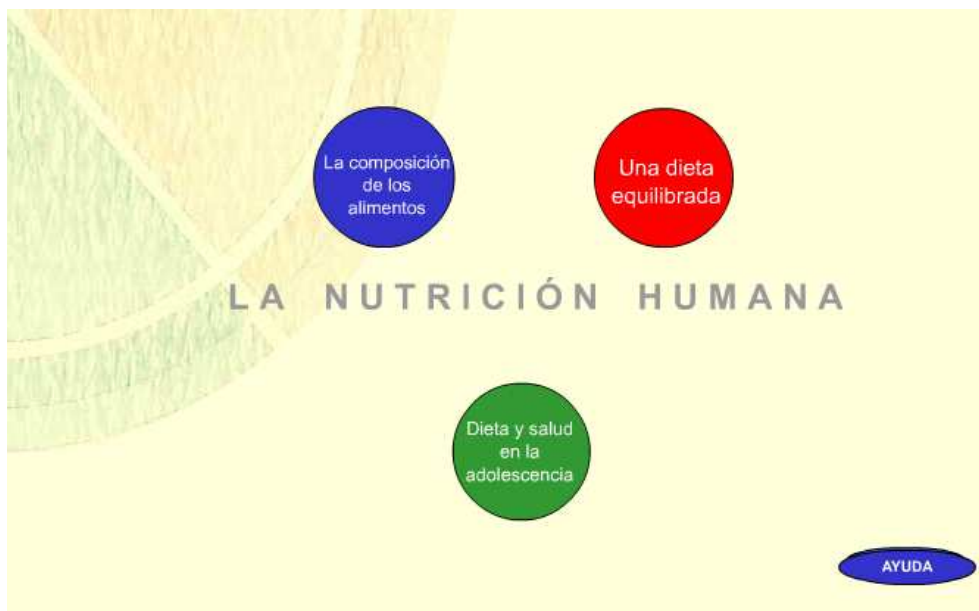 La composición
de los
alimentos
Una dieta
equilibrada
LA NUTRICIÓN HUMANA
Dieta y salud
en la
adolescencia
AYUDA